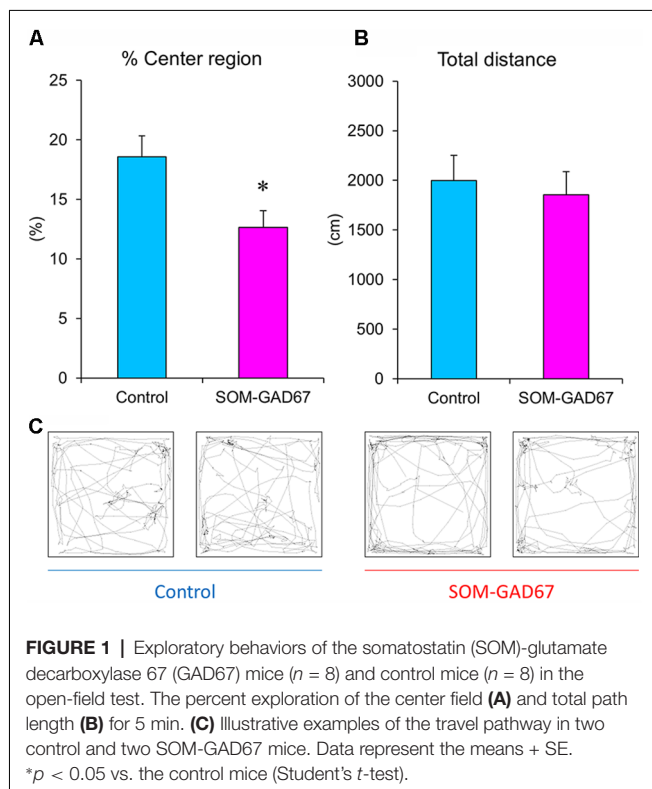 A
% Center region
25
20
15
10
5
0
(%)
*
Control
SOM-GAD67
B
Total distance
3000
2500
2000
1500
1000
500
0
(cm)
Control
SOM-GAD67
C
Control
SOM-GAD67
FIGURE 1 | Exploratory behaviors of the somatostatin (SOM)-glutamate
decarboxylase 67 (GAD67) mice (n = 8) and control mice (n = 8) in the
open-field test. The percent exploration of the center field (A) and total path
length (B) for 5 min. (C) Illustrative examples of the travel pathway in two
control and two SOM-GAD67 mice. Data represent the means + SE.
*p < 0.05 vs. the control mice (Student's t-test).